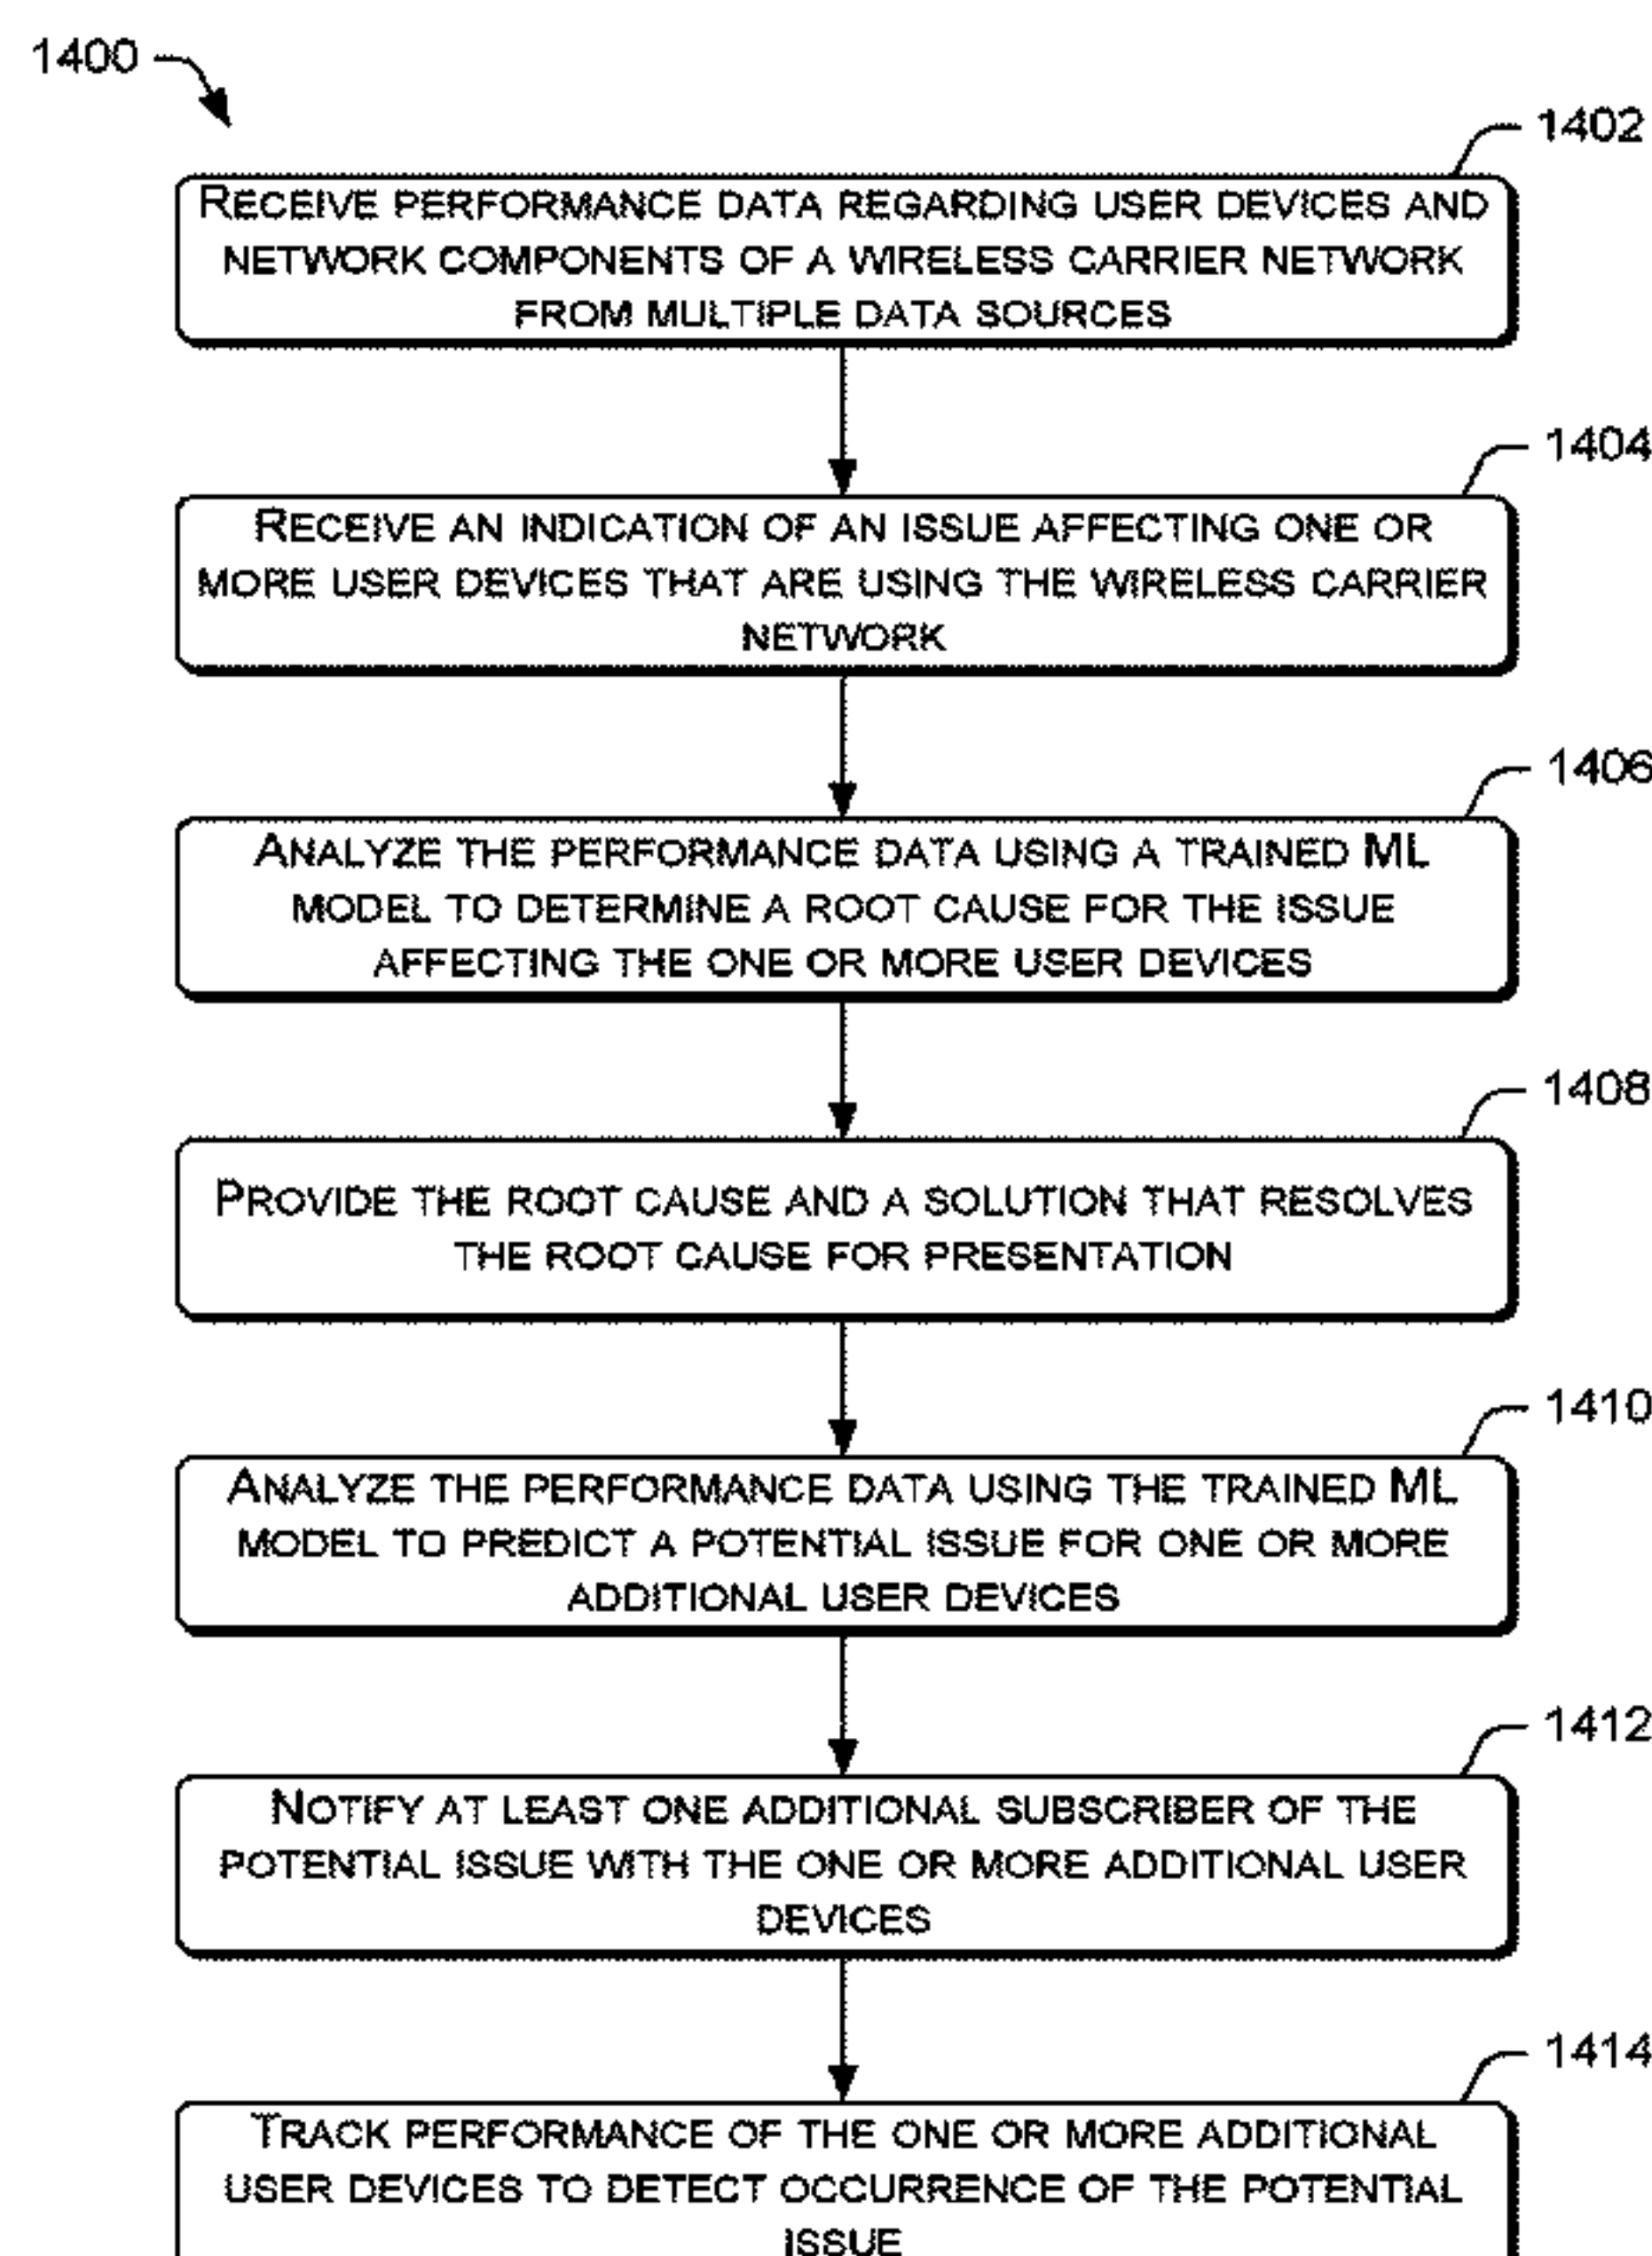 1400
1402
RECEIVE PERFORMANCE DATA REGARDING USER DEVICES AND
NETWORK COMPONENTS OF A WIRELESS CARRIER NETWORK
FROM MULTIPLE DATA SOURCES
1404
RECEIVE AN INDICATION OF AN ISSUE AFFECTING ONE OR
MORE USER DEVICES THAT ARE USING THE WIRELESS CARRIER
NETWORK
1406
ANALYZE THE PERFORMANCE DATA USING A TRAINED ML
MODEL TO DETERMINE A ROOT CAUSE FOR THE ISSUE
AFFECTING THE ONE OR MORE USER DEVICES
1408
PROVIDE THE ROOT CAUSE AND A SOLUTION THAT RESOLVES
THE ROOT CAUSE FOR PRESENTATION
1410
ANALYZE THE PERFORMANCE DATA USING THE TRAINED ML
MODEL TO PREDICT A POTENTIAL ISSUE FOR ONE OR MORE
ADDITIONAL USER DEVICES
1412
NOTIFY AT LEAST ONE ADDITIONAL SUBSCRIBER OF THE
POTENTIAL ISSUE WITH THE ONE OR MORE ADDITIONAL USER
DEVICES
1414
TRACK PERFORMANCE OF THE ONE OR MORE ADDITIONAL
USER DEVICES TO DETECT OCCURRENCE OF THE POTENTIAL
ISSUE